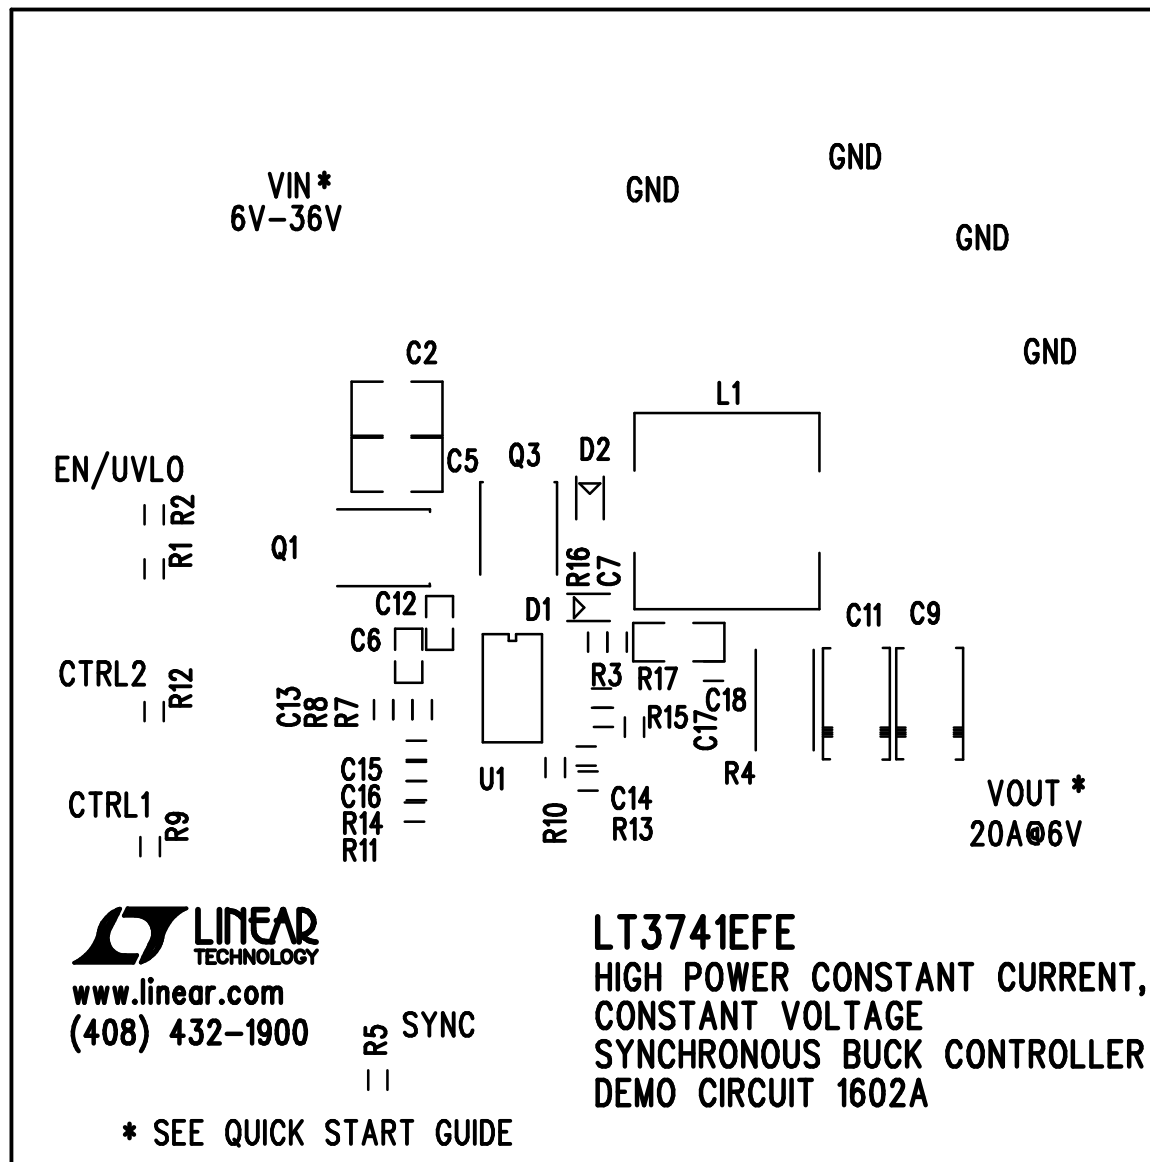 GND
VIN *
GND
6V-36V
GND
C2
GND
L1
EN/UVLO
C5
Q3
D2
R2
R1
Q1
R16
C7
C12
D1
C11
C9
C6
CTRL2
R12
R3
R17
C13
R8
R7
C18
R15
C17
C15
U1
R4
C16
C14
VOUT *
CTRL1
R9
R14
R10
R13
20A@6V
R11
LINEAR
TECHNOLOGY
www.linear.com
(408) 432-1900
LT3741EFE
HIGH POWER CONSTANT CURRENT,
CONSTANT VOLTAGE
SYNCHRONOUS BUCK CONTROLLER
DEMO CIRCUIT 1602A
R5
SYNC
* SEE QUICK START GUIDE